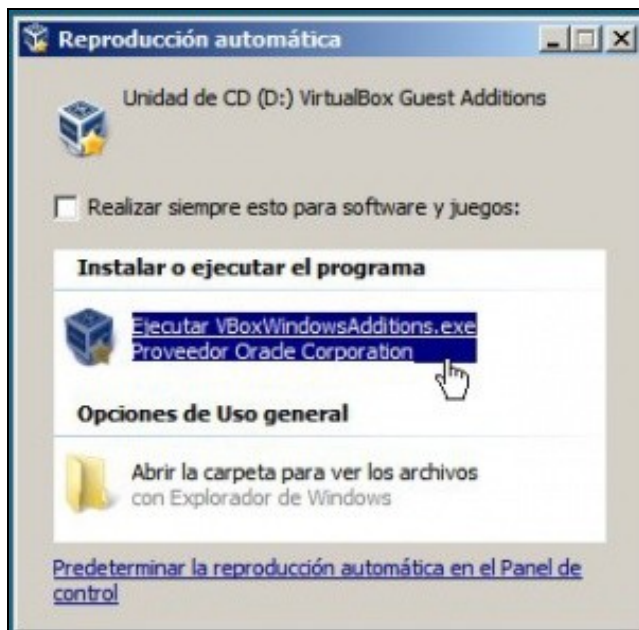 Reproducción automática
Unidad de CD (D:) VirtualBox Guest Additions
Realizar siempre esto para software y juegos:
Instalar o ejecutar el programa
Ejecutar VBoxWindowsAdditions.exe
Proveedor Oracle Corporation
Opciones de Uso general
Abrir la carpeta para ver los archivos
con Explorador de Windows
Predeterminar la reproducción automática en el Panel de
control